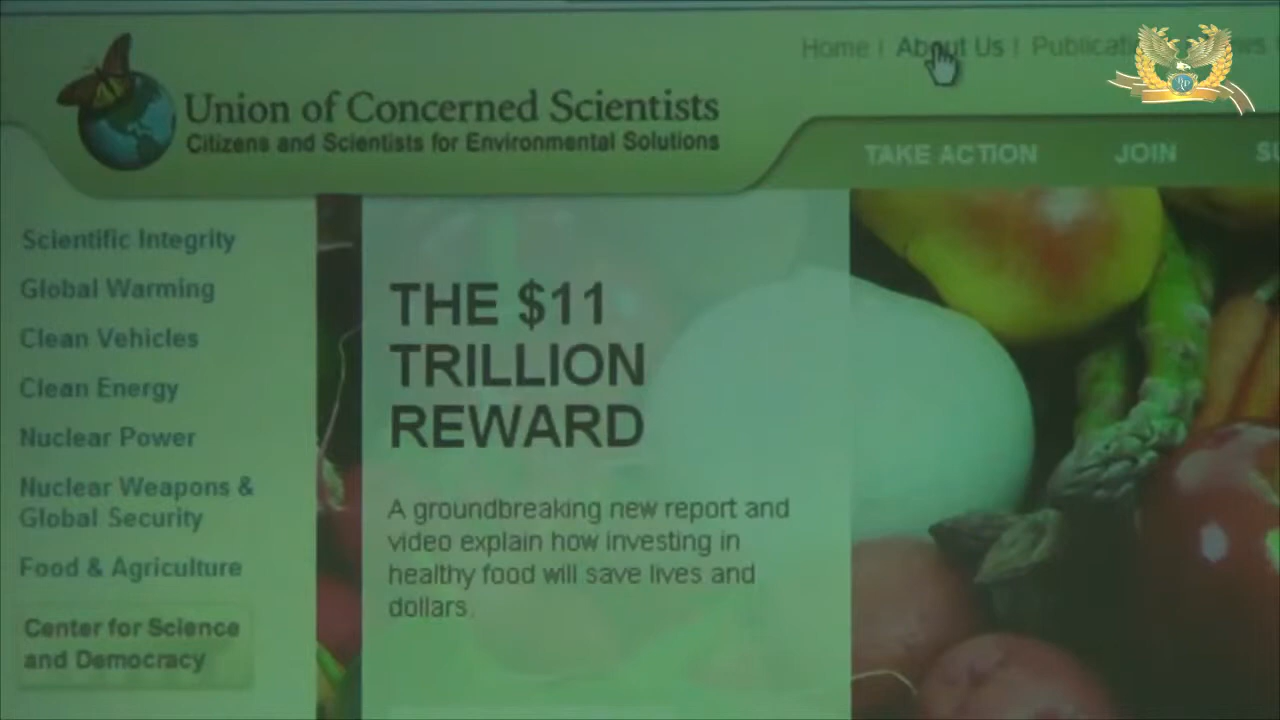 Home | About Us |
Union of Concerned Scientists
Citizens and Scientists for Environmental Solutions
TAKE ACTION JOIN
Scientific Integrity
Global Warming
Clean Vehicles
Clean Energy
Nuclear Power
Nuclear Weapons &
Global Security
Food & Agriculture
Center for Science
and Democracy
THE $11
TRILLION
REWARD
A groundbreaking new report and
video explain how investing in
healthy food will save lives and
dollars.